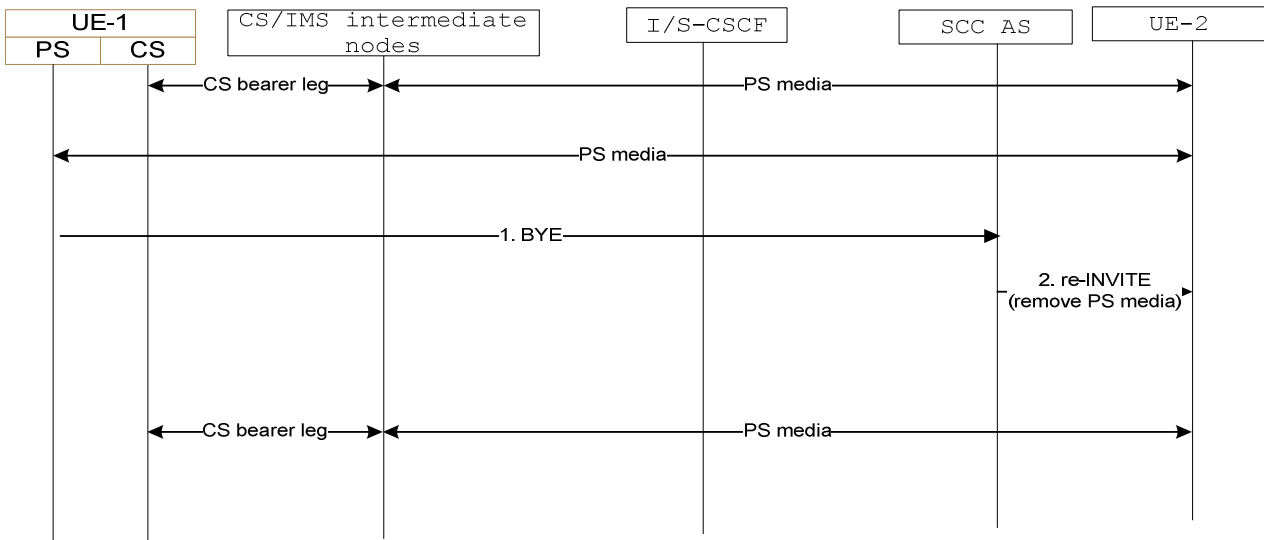 UE-1
PS
CS
CS/IMS intermediate
nodes
I/S-CSCF
SCC AS
UE-2
CS bearer leg
PS media
PS media
1. BYE
2. re-INVITE
(remove PS media)
CS bearer leg
PS media